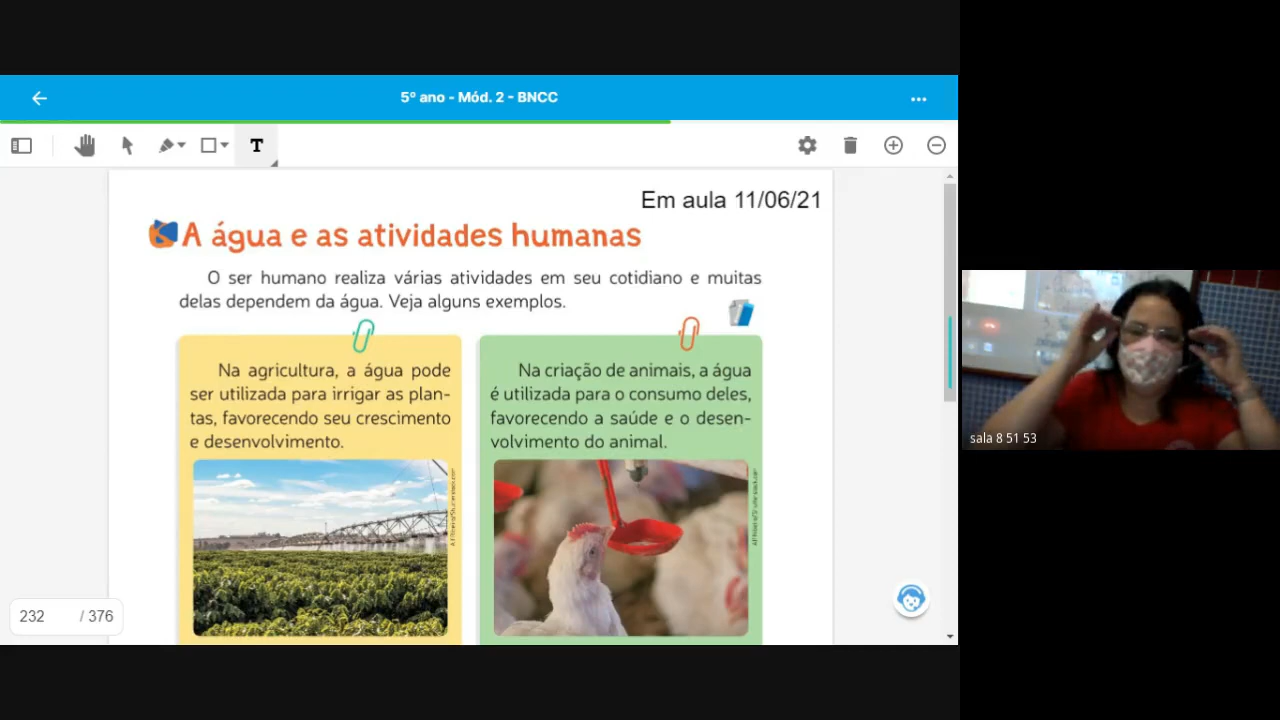 5º ano - Mód. 2 - BNCC
T
Em aula 11/06/21
A água e as atividades humanas
O ser humano realiza várias atividades em seu cotidiano e muitas
delas dependem da água. Veja alguns exemplos.
Na agricultura, a água pode
ser utilizada para irrigar as plan-
tas, favorecendo seu crescimento
e desenvolvimento.
Na criação de animais, a água
é utilizada para o consumo deles,
favorecendo a saúde e o desen-
volvimento do animal.
232 / 376
sala 8 51 53